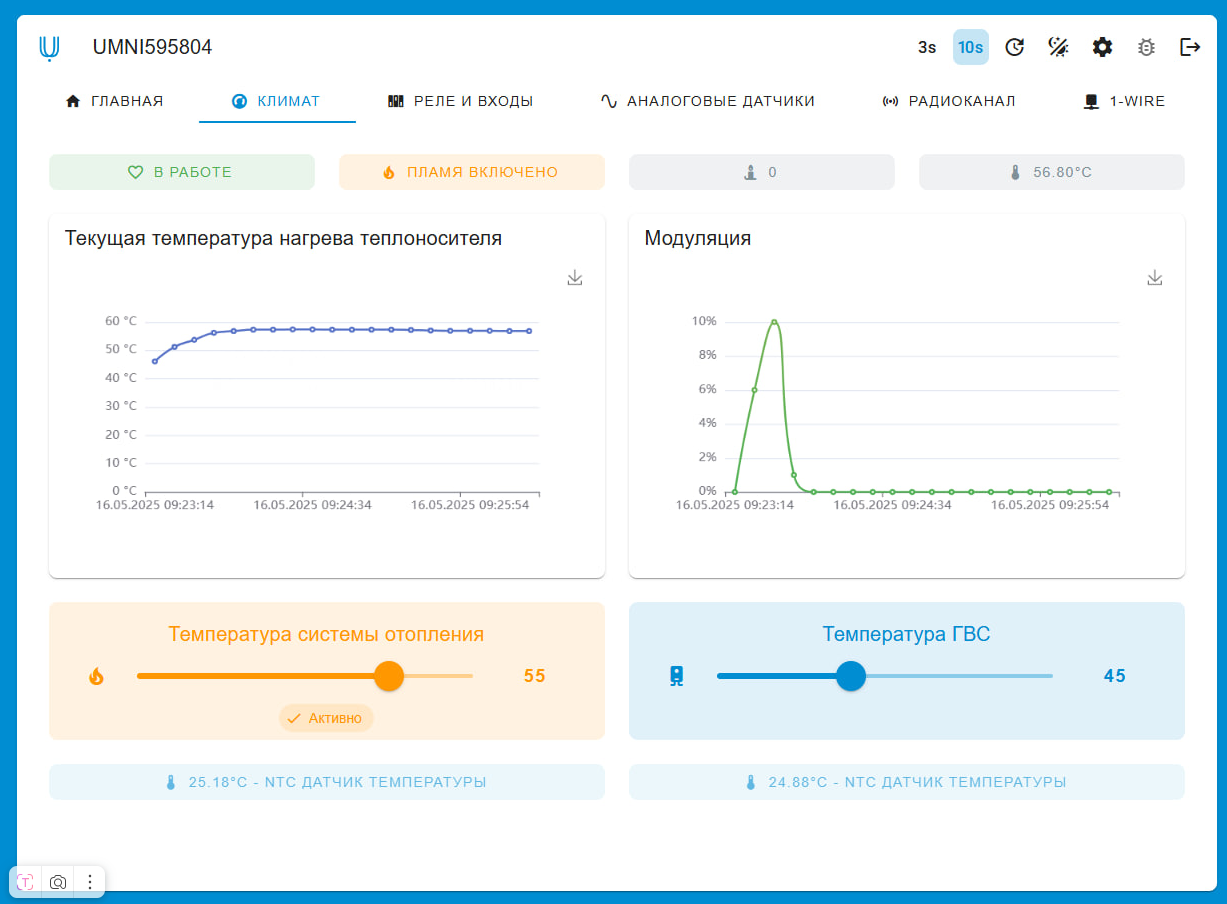 UMNI595804
3s 10s
ГЛАВНАЯ КЛИМАТ РЕЛЕ И ВХОДЫ АНАЛОГОВЫЕ ДАТЧИКИ РАДИОКАНАЛ 1-WIRE
В РАБОТЕ ПЛАМЯ ВКЛЮЧЕНО 0 56.80°C
Текущая температура нагрева теплоносителя
60 °C
50 °C
40 °C
30 °C
20 °C
10 °C
0 °C
16.05.2025 09:23:14 16.05.2025 09:24:34 16.05.2025 09:25:54
Модуляция
10%
8%
6%
4%
2%
0%
16.05.2025 09:23:14 16.05.2025 09:24:34 16.05.2025 09:25:54
Температура системы отопления
55
Активно
Температура ГВС
45
25.18°C - NTC ДАТЧИК ТЕМПЕРАТУРЫ
24.88°C - NTC ДАТЧИК ТЕМПЕРАТУРЫ